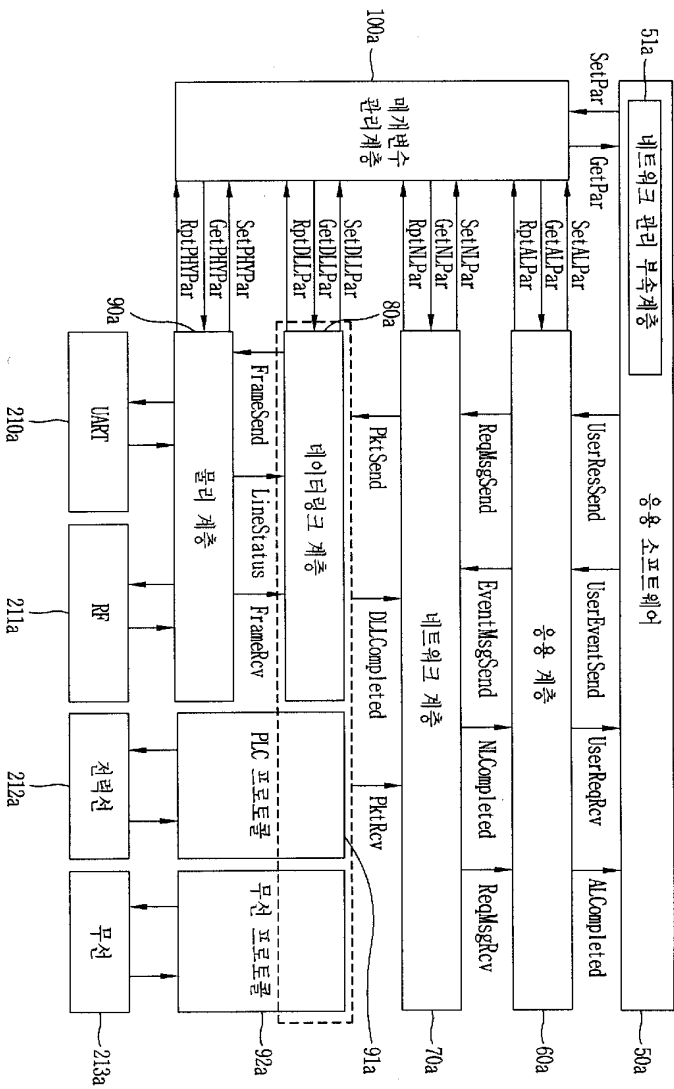 51a
네트워크 관리 부속계층
응용 소프트웨어
50a
SetPar
GetPar
UserResSend
UserEventSend
UserReqRcv
ALCompleted
100a
매개변수
관리계층
SetALPar
GetALPar
RptALPar
응용 계층
60a
ReqMsgSend
EventMsgSend
NLCompleted
ReqMsgRcv
SetNLPar
GetNLPar
RptNLPar
네트워크 계층
70a
PktSend
DLLCompleted
PktRcv
80a
SetDLLPar
GetDLLPar
RptDLLPar
데이터링크 계층
PLC 프로토콜
91a
무선 프로토콜
92a
FrameSend
LineStatus
FrameRcv
SetPHYPar
GetPHYPar
RptPHYPar
90a
물리 계층
UART
210a
RF
211a
전력선
212a
무선
213a